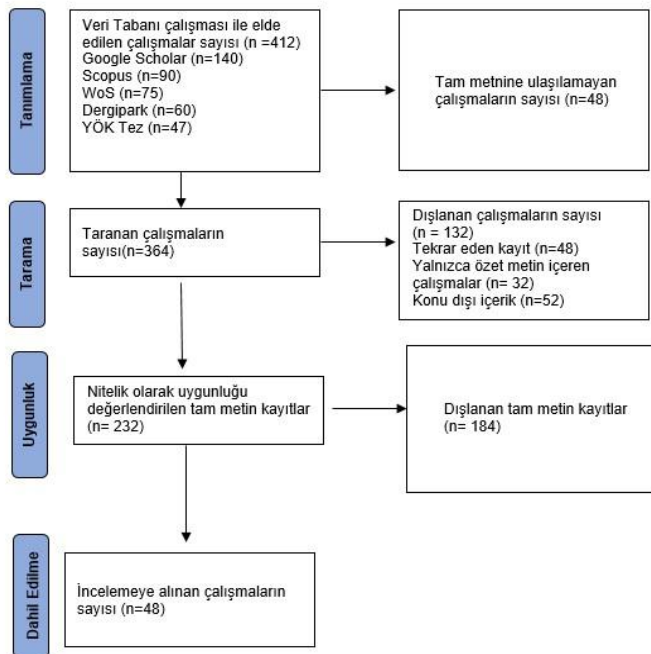 Tanımlama
Veri Tabanı çalışması ile elde
edilen çalışmalar sayısı (n =412)
Google Scholar (n=140)
Scopus (n=90)
WoS (n=75)
Dergipark (n=60)
YÖK Tez (n=47)
Tam metnine ulaşılamayan
çalışmaların sayısı (n=48)
Tarama
Taranan çalışmaların
sayısı(n=364)
Dışlanan çalışmaların sayısı
(n = 132)
Tekrar eden kayıt (n=48)
Yalnızca özet metin içeren
çalışmalar (n= 32)
Konu dışı içerik (n=52)
Uygunluk
Nitelik olarak uygunluğu
değerlendirilen tam metin kayıtlar
(n= 232)
Dışlanan tam metin kayıtlar
(n= 184)
Dahil Edilme
İncelemeye alınan çalışmaların
sayısı (n=48)